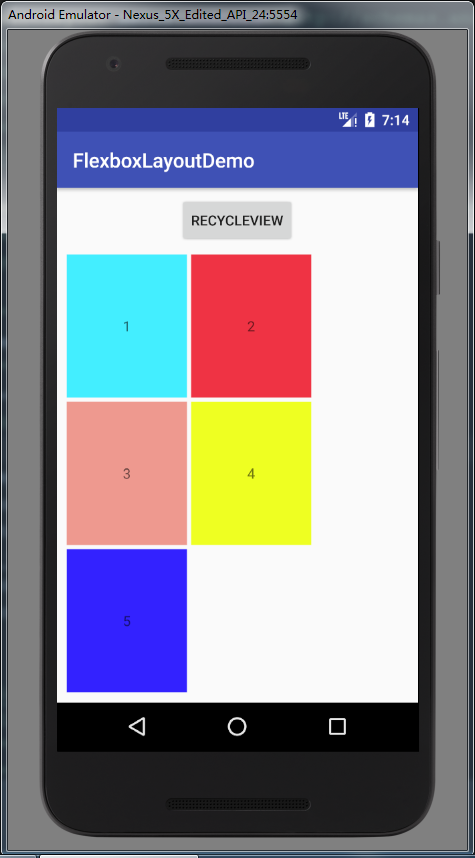 Android Emulator - Nexus_5X_Edited_API_24:5554
LTE 7:14
FlexboxLayoutDemo
RECYCLEVIEW
1 2
3 4
5